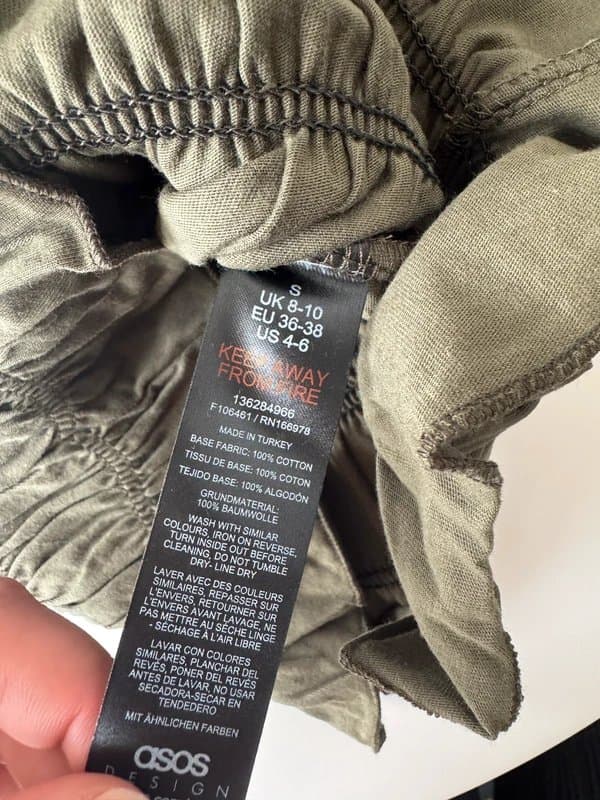 S
UK 8-10
EU 36-38
US 4-6
KEEP AWAY
FROM FIRE
136284966
F106461 / RN166978
MADE IN TURKEY
BASE FABRIC: 100% COTTON
TISSU DE BASE: 100% COTON
TEJIDO BASE: 100% ALGODÓN
GRUNDMATERIAL:
100% BAUMWOLLE
WASH WITH SIMILAR
COLOURS, IRON ON REVERSE,
TURN INSIDE OUT BEFORE
CLEANING, DO NOT TUMBLE
DRY- LINE DRY
LAVER AVEC DES COULEURS
SIMILAIRES, REPASSER SUR
L'ENVERS, RETOURNER SUR
L'ENVERS AVANT LAVAGE, NE
PAS METTRE AU SÈCHE LINGE
- SÉCHAGE À L'AIR LIBRE
LAVAR CON COLORES
SIMILARES, PLANCHAR DEL
REVÉS, PONER DEL REVÉS
ANTES DE LAVAR, NO USAR
SECADORA-SECAR EN
TENDEDERO
MIT ÄHNLICHEN FARBEN
asos
DESIGN